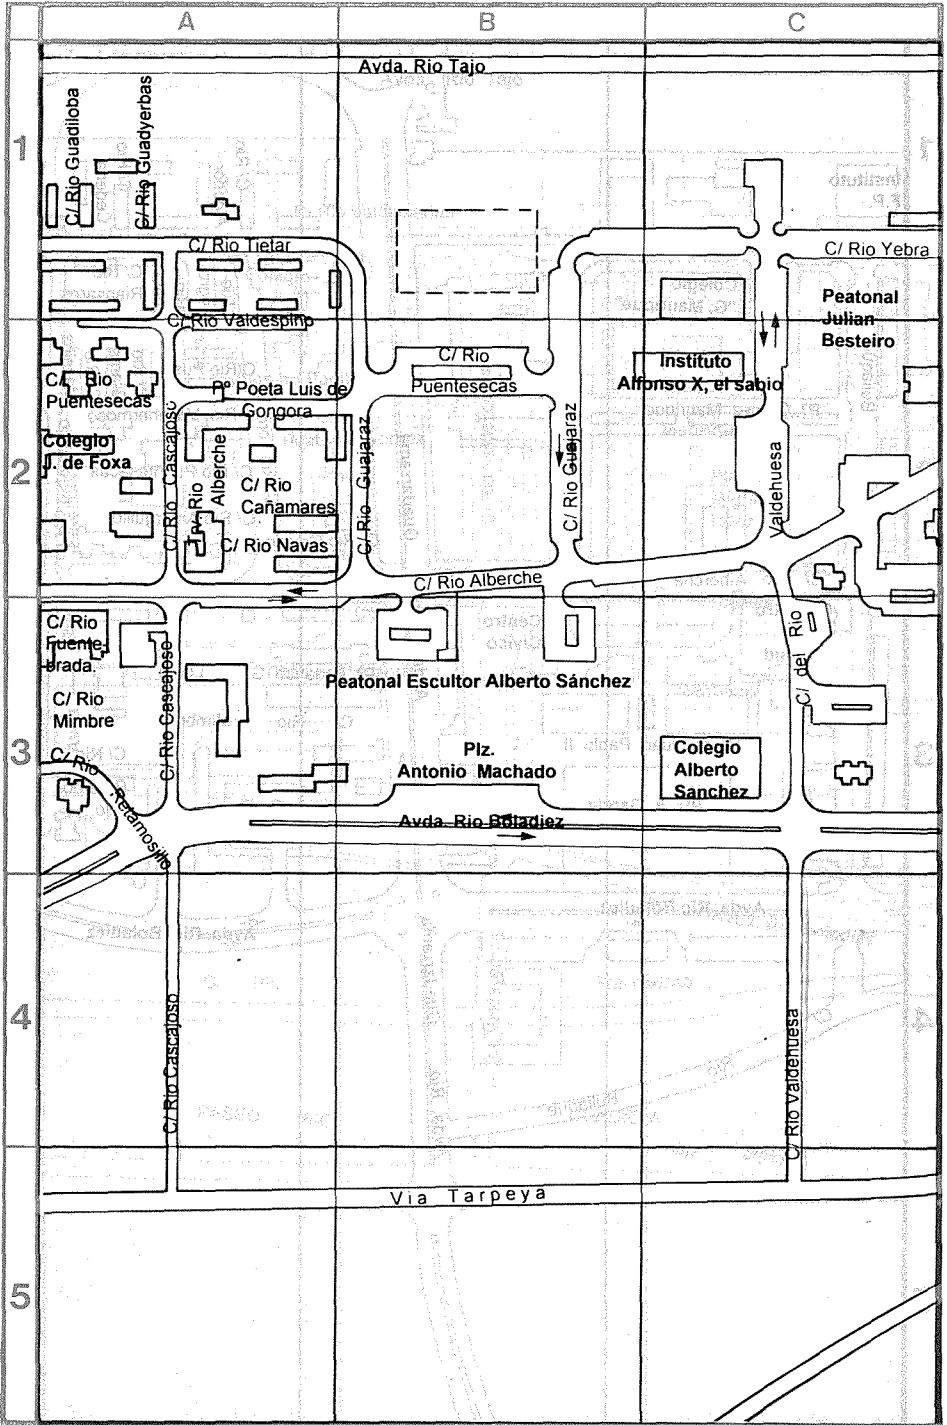 A B C
1
2
3
4
5
Avda. Rio Tajo
C/ Rio Guadiloba
C/ Rio Guadyerbas
C/ Rio Tietar
C/ Rio Yebra
Peatonal
Julian
Besteiro
C/ Rio Valdespino
C/ Rio
Puentesecas
Instituto
Alfonso X, el sabio
C/ Rio
Puentesecas
Pº Poeta Luis de
Gongora
Colegio
J. de Foxa
C/ Rio Cascajoso
Tr/ Rio
Alberche
C/ Rio
Cañamares
C/ Rio Navas
C/ Rio Guajaraz
C/ Rio Guajaraz
Valdehuesa
C/ Rio Alberche
C/ del Rio
C/ Rio
Fuente
brada.
C/ Rio
Mimbre
C/ Rio Cascajoso
Peatonal Escultor Alberto Sánchez
C/ Rio Retamosillo
Plz.
Antonio Machado
Colegio
Alberto
Sanchez
Avda. Rio Boladiez
C/ Rio Cascajoso
C/ Rio Valdehuesa
Via Tarpeya